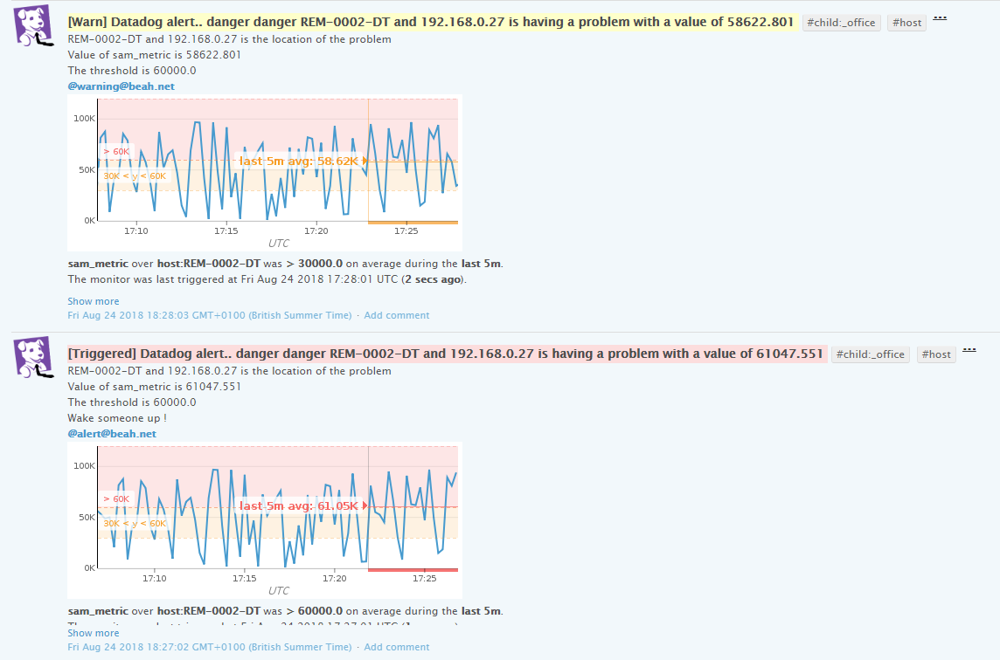 [Warn] Datadog alert.. danger danger REM-0002-DT and 192.168.0.27 is having a problem with a value of 58622.801 #child:_office #host ...
REM-0002-DT and 192.168.0.27 is the location of the problem
Value of sam_metric is 58622.801
The threshold is 60000.0
@warning@beah.net
100K
> 60K
last 5m avg: 58.62K
50K
30K < y < 60K
0K
17:10 17:15 17:20 17:25
UTC
sam_metric over host:REM-0002-DT was > 30000.0 on average during the last 5m.
The monitor was last triggered at Fri Aug 24 2018 17:28:01 UTC (2 secs ago).
Show more
Fri Aug 24 2018 18:28:03 GMT+0100 (British Summer Time) · Add comment
[Triggered] Datadog alert.. danger danger REM-0002-DT and 192.168.0.27 is having a problem with a value of 61047.551 #child:_office #host ...
REM-0002-DT and 192.168.0.27 is the location of the problem
Value of sam_metric is 61047.551
The threshold is 60000.0
Wake someone up !
@alert@beah.net
100K
> 60K
last 5m avg: 61.05K
50K
30K < y < 60K
0K
17:10 17:15 17:20 17:25
UTC
sam_metric over host:REM-0002-DT was > 60000.0 on average during the last 5m.
Show more
Fri Aug 24 2018 18:27:02 GMT+0100 (British Summer Time) · Add comment